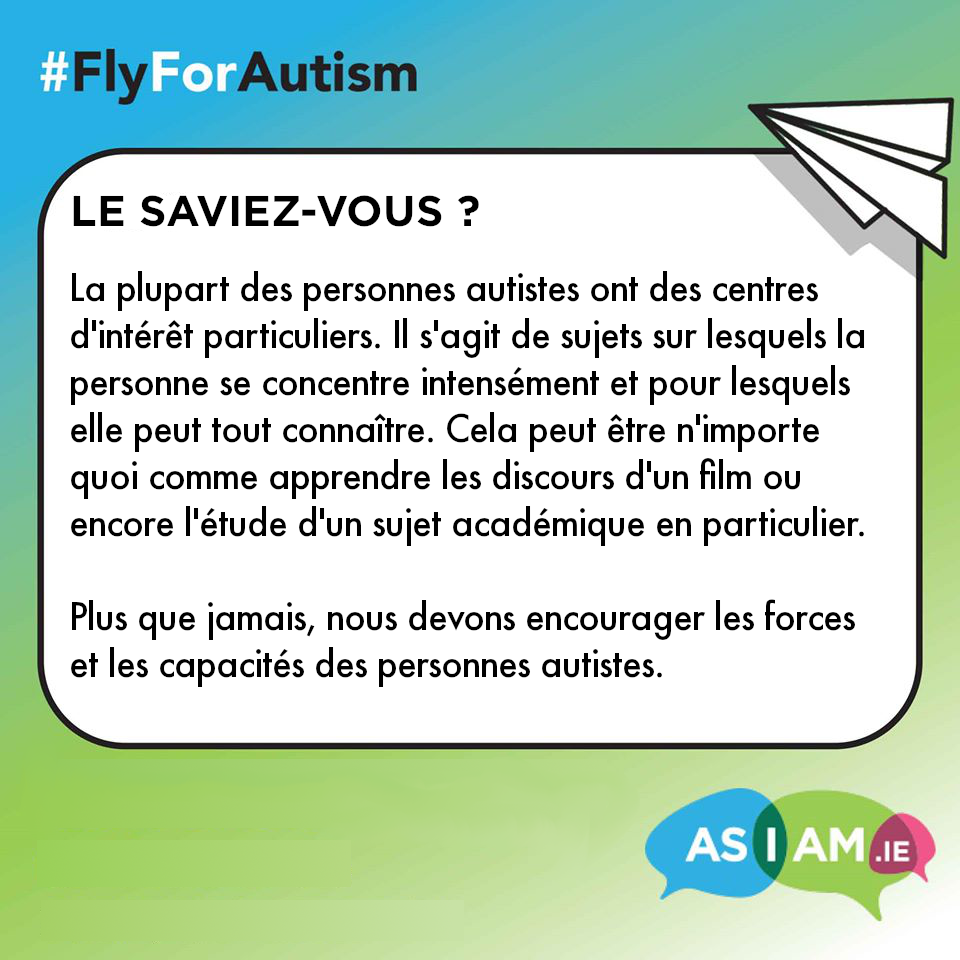 #FlyForAutism
LE SAVIEZ-VOUS ?
La plupart des personnes autistes ont des centres
d'intérêt particuliers. Il s'agit de sujets sur lesquels la
personne se concentre intensément et pour lesquels
elle peut tout connaître. Cela peut être n'importe
quoi comme apprendre les discours d'un film ou
encore l'étude d'un sujet académique en particulier.
Plus que jamais, nous devons encourager les forces
et les capacités des personnes autistes.
AS I AM.IE